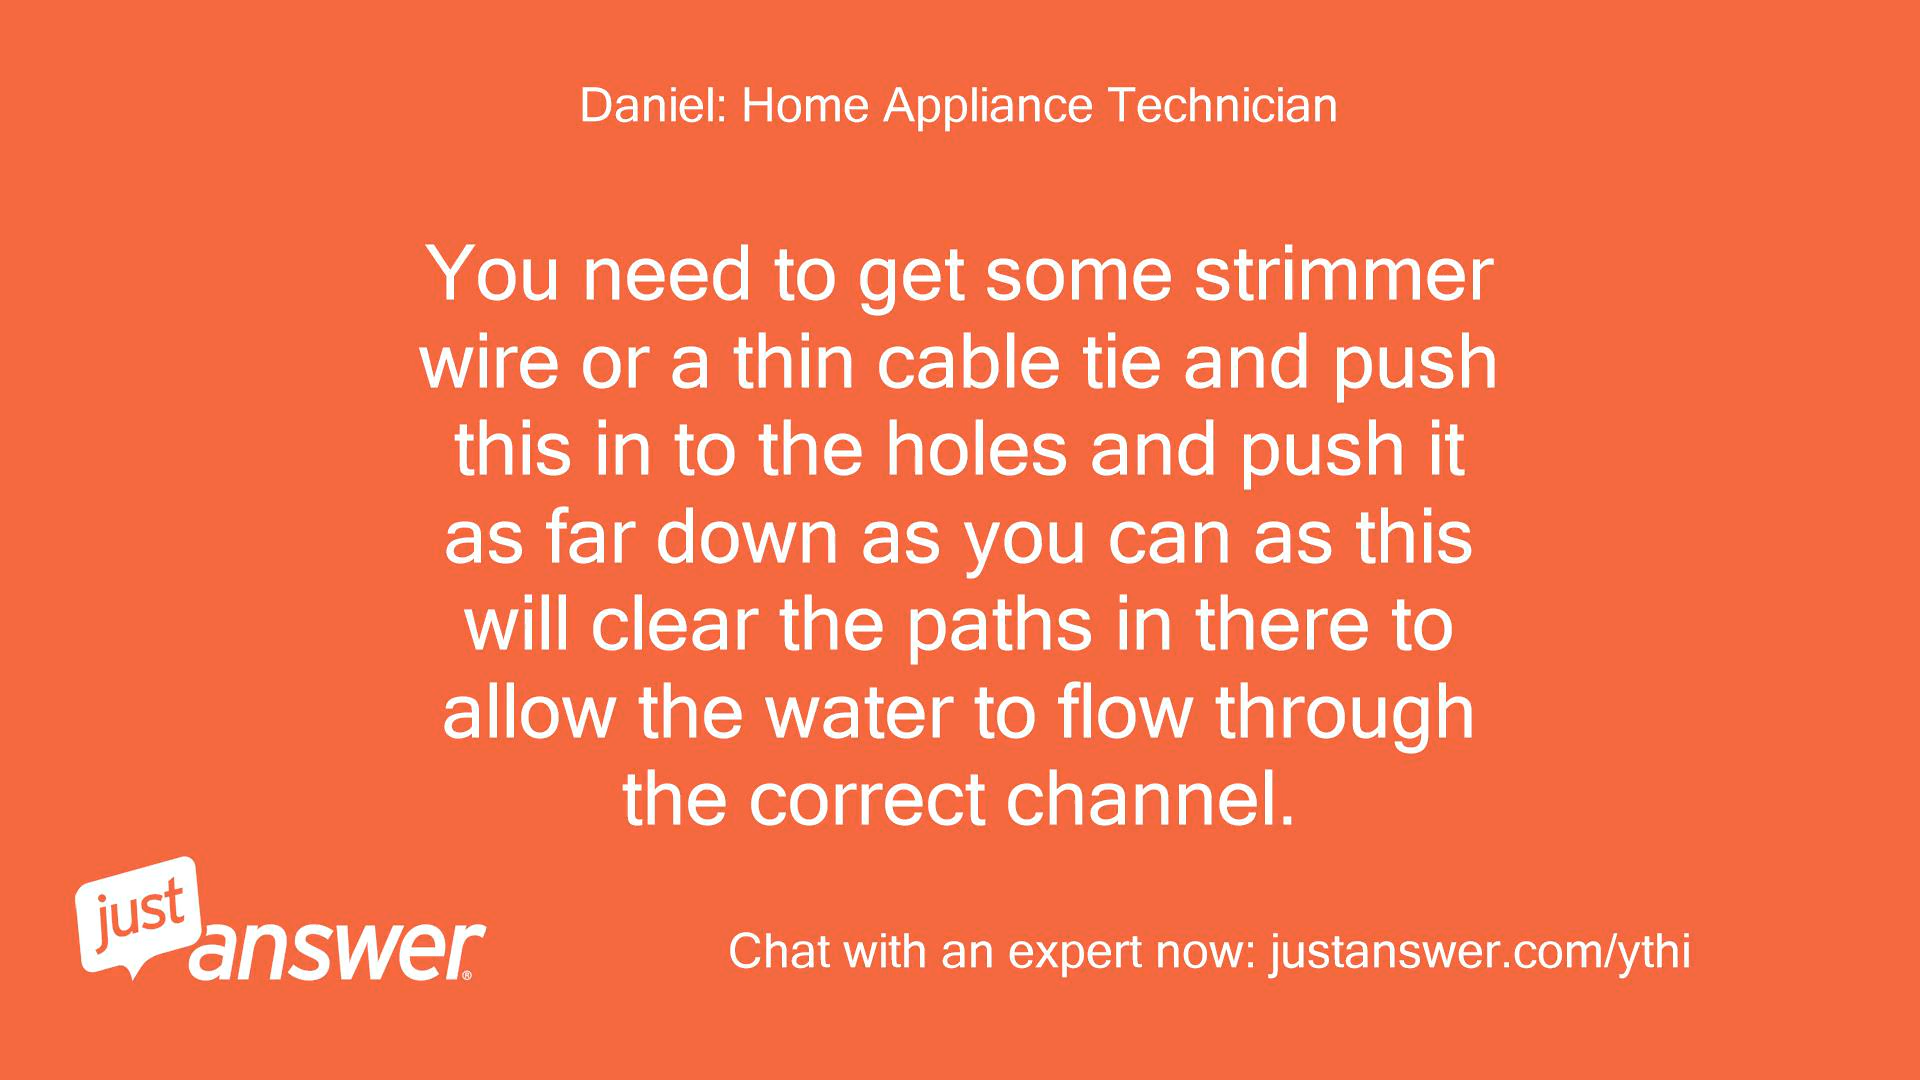 Daniel: Home Appliance Technician
You need to get some strimmer
wire or a thin cable tie and push
this in to the holes and push it
as far down as you can as this
will clear the paths in there to
allow the water to flow through
the correct channel.
just
answer®
Chat with an expert now: justanswer.com/ythi